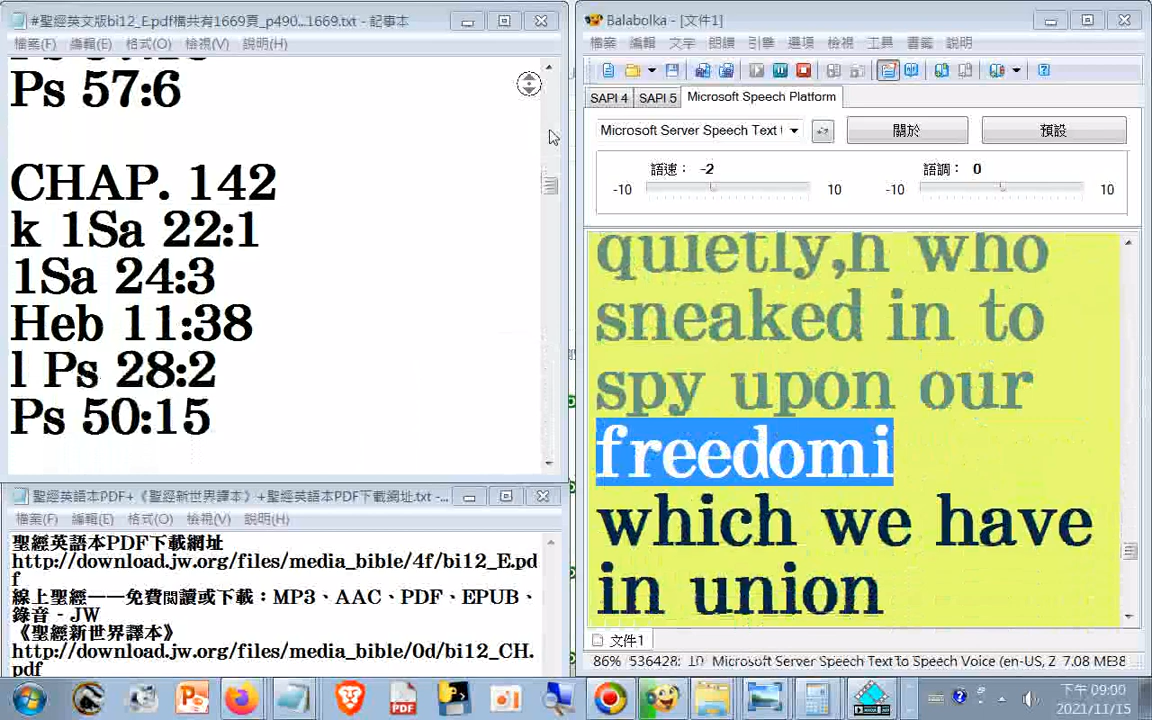 #聖經英文版bi12_E.pdf檔共有1669頁_p490...1669.txt - 記事本
檔案(F) 編輯(E) 格式(O) 檢視(V) 說明(H)
Ps 57:6
CHAP. 142
k 1Sa 22:1
1Sa 24:3
Heb 11:38
l Ps 28:2
Ps 50:15
聖經英語本PDF+《聖經新世界譯本》+聖經英語本PDF下載網址.txt - ...
檔案(F) 編輯(E) 格式(O) 檢視(V) 說明(H)
聖經英語本PDF下載網址
http://download.jw.org/files/media_bible/4f/bi12_E.pd
f
線上聖經——免費閱讀或下載：MP3、AAC、PDF、EPUB、
錄音 - JW
《聖經新世界譯本》
http://download.jw.org/files/media_bible/0d/bi12_CH.
pdf
Balabolka - [文件1]
檔案 編輯 文字 朗讀 引擎 選項 檢視 工具 書籤 說明
SAPI 4 SAPI 5 Microsoft Speech Platform
Microsoft Server Speech Text 關於 預設
語速： -2 語調： 0
-10 10 -10 10
quietly,h who
sneaked in to
spy upon our
freedomi
which we have
in union
文件1
86% 536428: 10 Microsoft Server Speech Text To Speech Voice (en-US, Z 7.08 MB
PDF
下午 09:00
2021/11/15